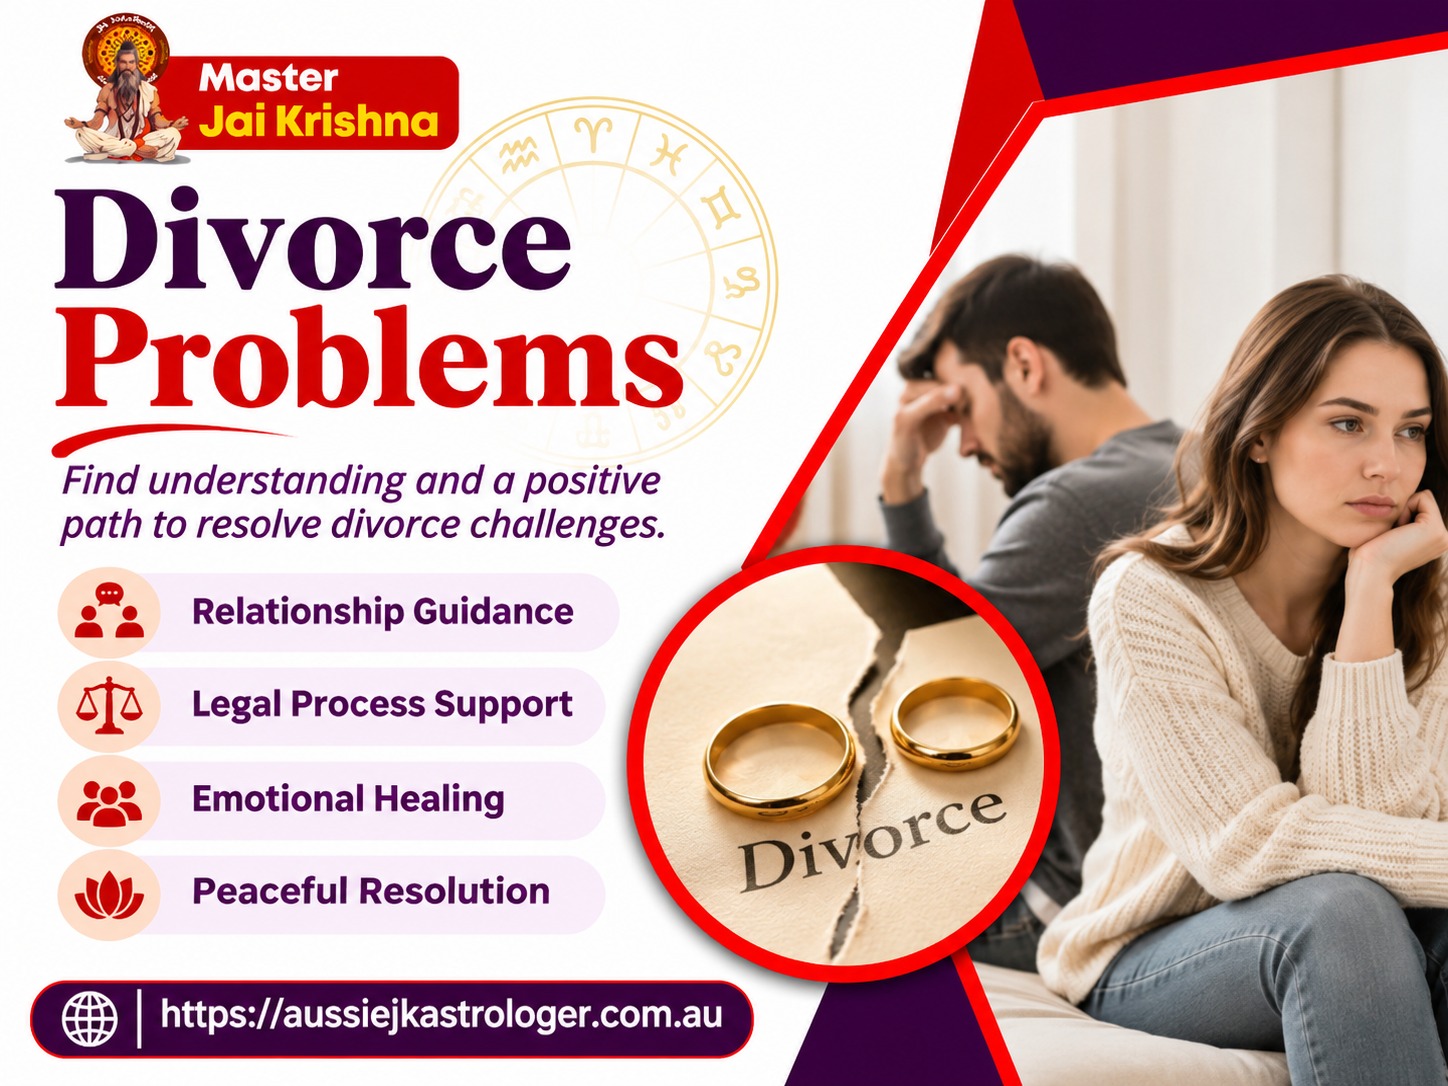 Master
Jai Krishna
Divorce
Problems
Find understanding and a positive
path to resolve divorce challenges.
Relationship Guidance
Legal Process Support
Emotional Healing
Peaceful Resolution
Divorce
https://aussiejkastrologer.com.au